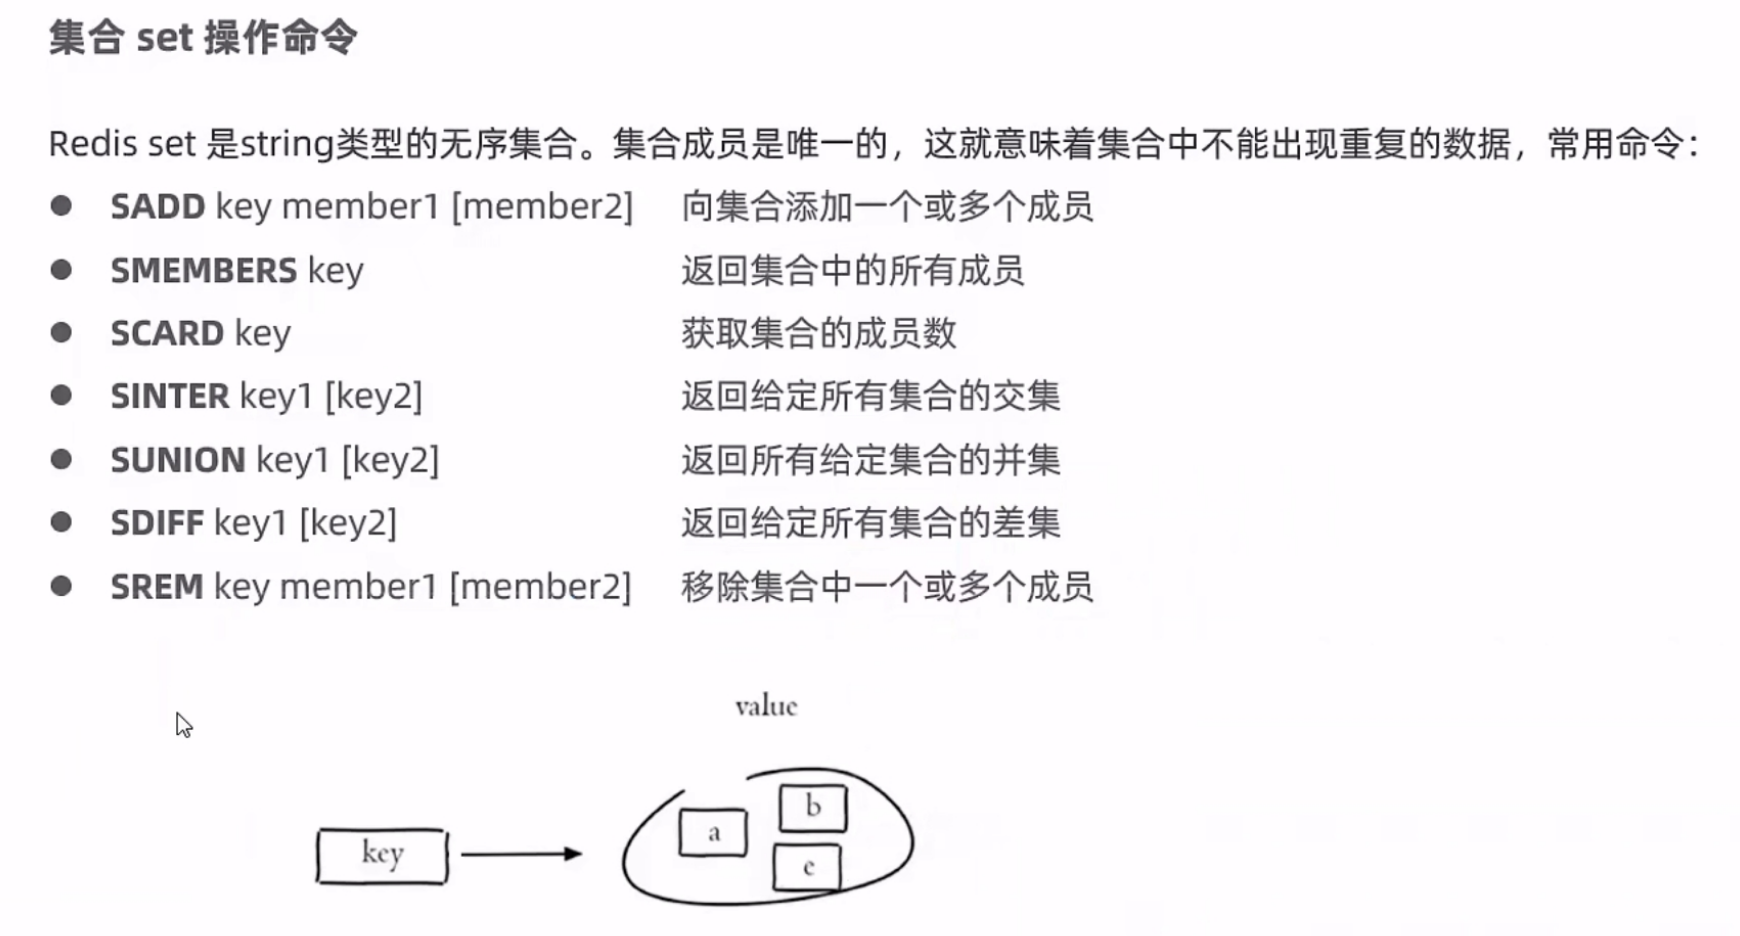 集合 set 操作命令
Redis set 是string类型的无序集合。集合成员是唯一的，这就意味着集合中不能出现重复的数据，常用命令：
● SADD key member1 [member2] 向集合添加一个或多个成员
● SMEMBERS key 返回集合中的所有成员
● SCARD key 获取集合的成员数
● SINTER key1 [key2] 返回给定所有集合的交集
● SUNION key1 [key2] 返回所有给定集合的并集
● SDIFF key1 [key2] 返回给定所有集合的差集
● SREM key member1 [member2] 移除集合中一个或多个成员
value
b
a
key
e